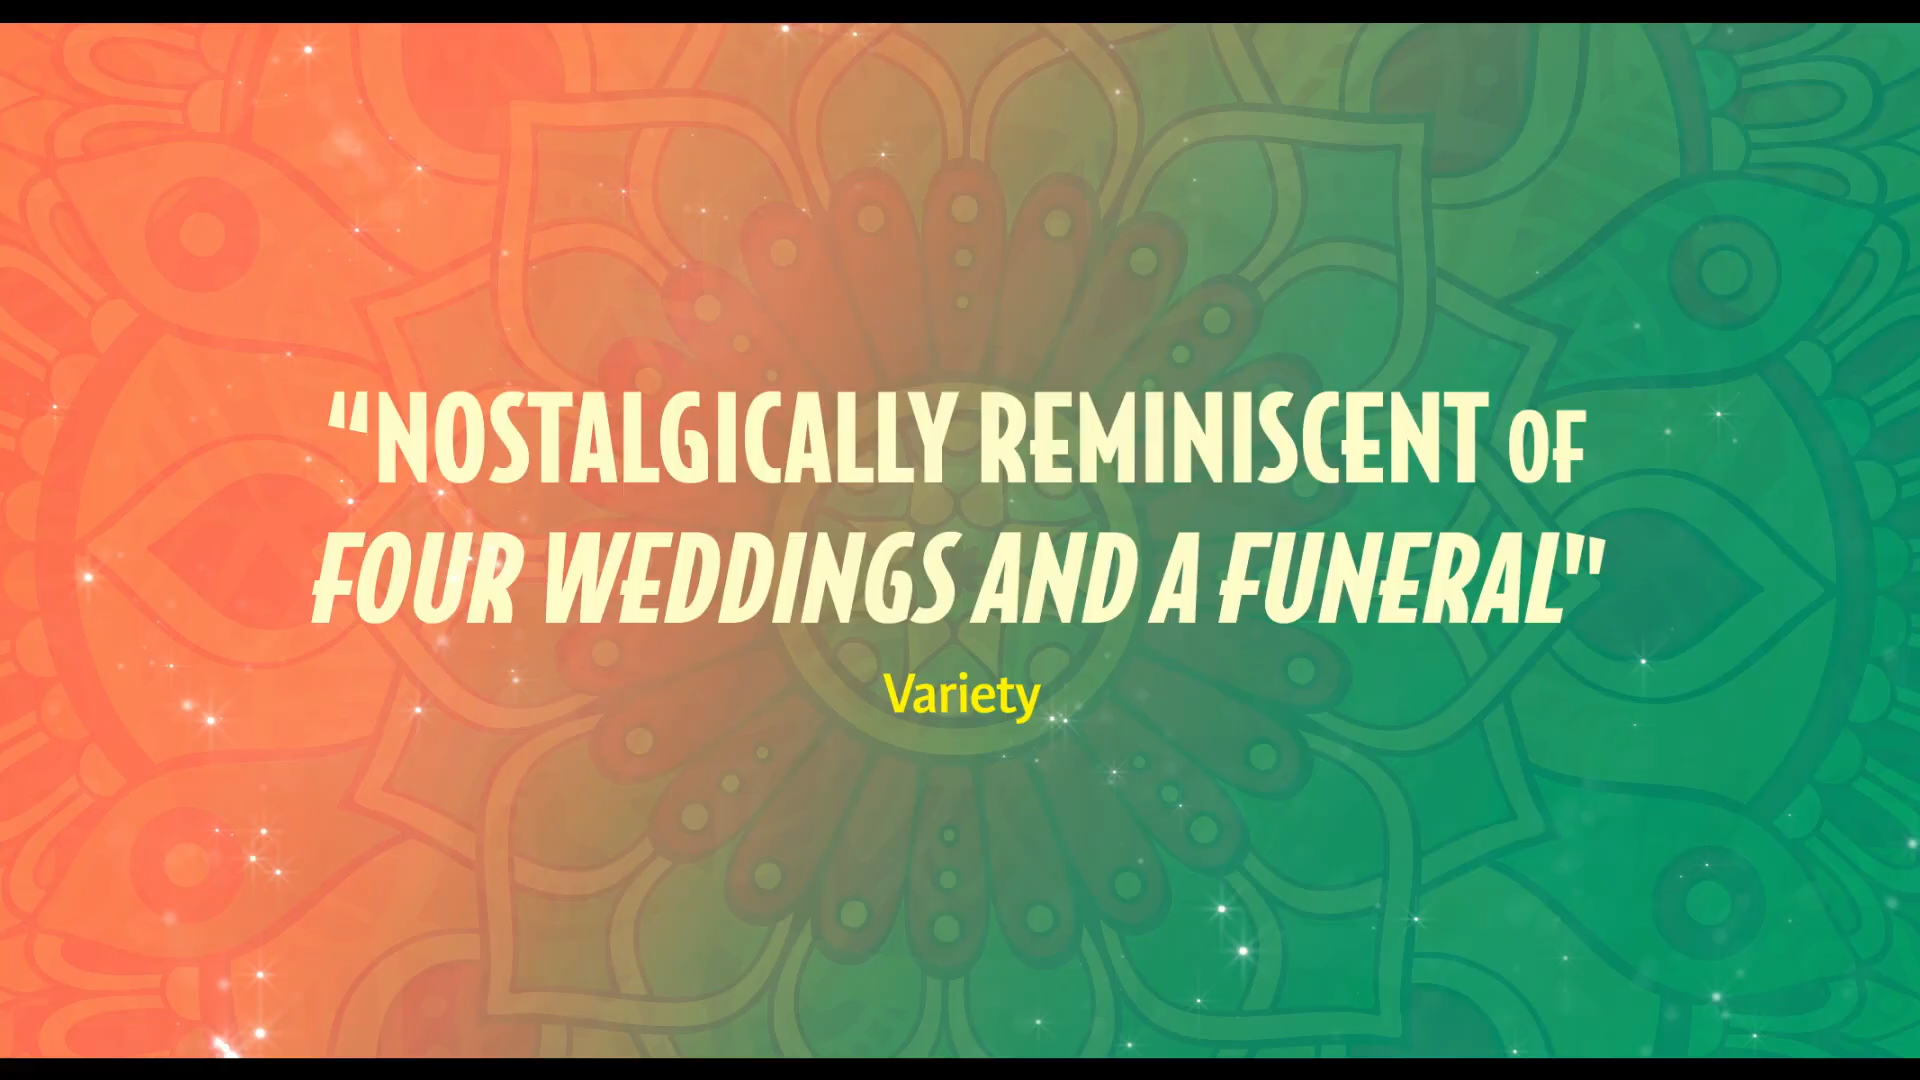 “NOSTALGICALLY REMINISCENT OF
FOUR WEDDINGS AND A FUNERAL"
Variety